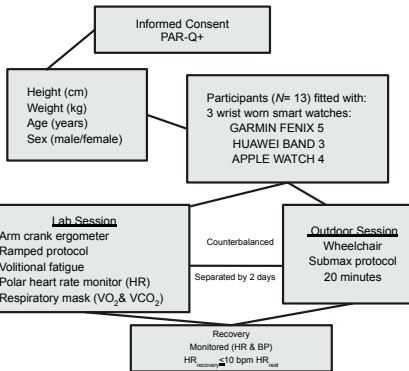 Informed Consent
PAR-Q+
Height (cm)
Weight (kg)
Age (years)
Sex (male/female)
Participants (N= 13) fitted with:
3 wrist worn smart watches:
GARMIN FENIX 5
HUAWEI BAND 3
APPLE WATCH 4
Lab Session
Arm crank ergometer
Ramped protocol
Volitional fatigue
Polar heart rate monitor (HR)
Respiratory mask (VO₂& VCO₂)
Counterbalanced
Separated by 2 days
Outdoor Session
Wheelchair
Submax protocol
20 minutes
Recovery
Monitored (HR & BP)
HRrecovery≤10 bpm HRrest